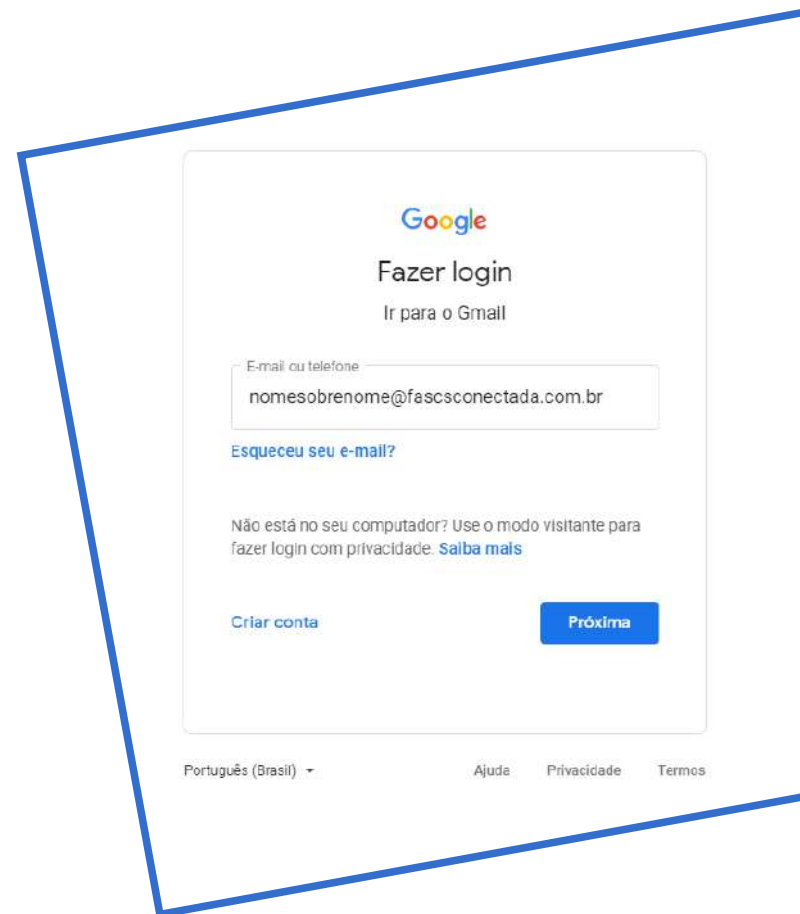 Google
Fazer login
Ir para o Gmail
E-mail ou telefone
nomesobrenome@fascsconectada.com.br
Esqueceu seu e-mail?
Não está no seu computador? Use o modo visitante para
fazer login com privacidade. Saiba mais
Criar conta
Próxima
Português (Brasil)
Ajuda
Privacidade
Termos